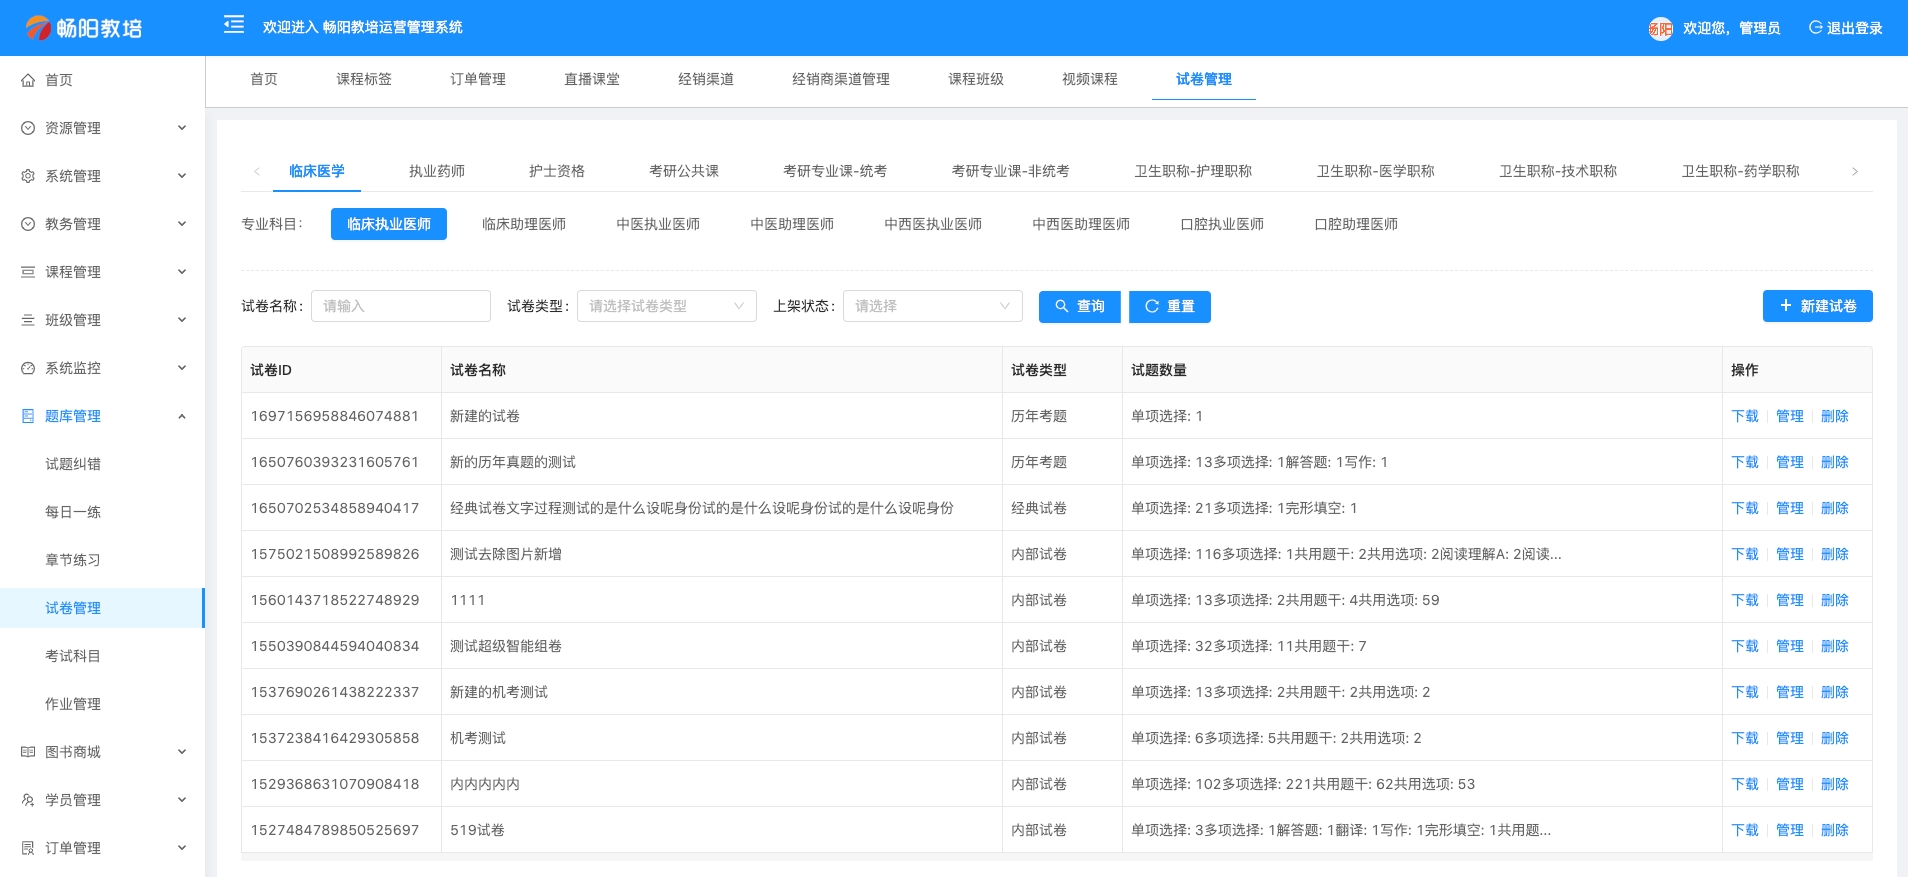 畅阳教培
欢迎进入 畅阳教培运营管理系统
畅阳 欢迎您，管理员 退出登录
首页
资源管理
系统管理
教务管理
课程管理
班级管理
系统监控
题库管理
试题纠错
每日一练
章节练习
试卷管理
考试科目
作业管理
图书商城
学员管理
订单管理
首页 课程标签 订单管理 直播课堂 经销渠道 经销商渠道管理 课程班级 视频课程 试卷管理
临床医学 执业药师 护士资格 考研公共课 考研专业课-统考 考研专业课-非统考 卫生职称-护理职称 卫生职称-医学职称 卫生职称-技术职称 卫生职称-药学职称
专业科目： 临床执业医师 临床助理医师 中医执业医师 中医助理医师 中西医执业医师 中西医助理医师 口腔执业医师 口腔助理医师
试卷名称： 请输入 试卷类型： 请选择试卷类型 上架状态： 请选择 查询 重置 新建试卷
试卷ID 试卷名称 试卷类型 试题数量 操作
1697156958846074881 新建的试卷 历年考题 单项选择: 1 下载 管理 删除
1650760393231605761 新的历年真题的测试 历年考题 单项选择: 13多项选择: 1解答题: 1写作: 1 下载 管理 删除
1650702534858940417 经典试卷文字过程测试的是什么设呢身份试的是什么设呢身份试的是什么设呢身份 经典试卷 单项选择: 21多项选择: 1完形填空: 1 下载 管理 删除
1575021508992589826 测试去除图片新增 内部试卷 单项选择: 116多项选择: 1共用题干: 2共用选项: 2阅读理解A: 2阅读... 下载 管理 删除
1560143718522748929 1111 内部试卷 单项选择: 13多项选择: 2共用题干: 4共用选项: 59 下载 管理 删除
1550390844594040834 测试超级智能组卷 内部试卷 单项选择: 32多项选择: 11共用题干: 7 下载 管理 删除
1537690261438222337 新建的机考测试 内部试卷 单项选择: 13多项选择: 2共用题干: 2共用选项: 2 下载 管理 删除
1537238416429305858 机考测试 内部试卷 单项选择: 6多项选择: 5共用题干: 2共用选项: 2 下载 管理 删除
1529368631070908418 内内内内内 内部试卷 单项选择: 102多项选择: 221共用题干: 62共用选项: 53 下载 管理 删除
1527484789850525697 519试卷 内部试卷 单项选择: 3多项选择: 1解答题: 1翻译: 1写作: 1完形填空: 1共用题... 下载 管理 删除